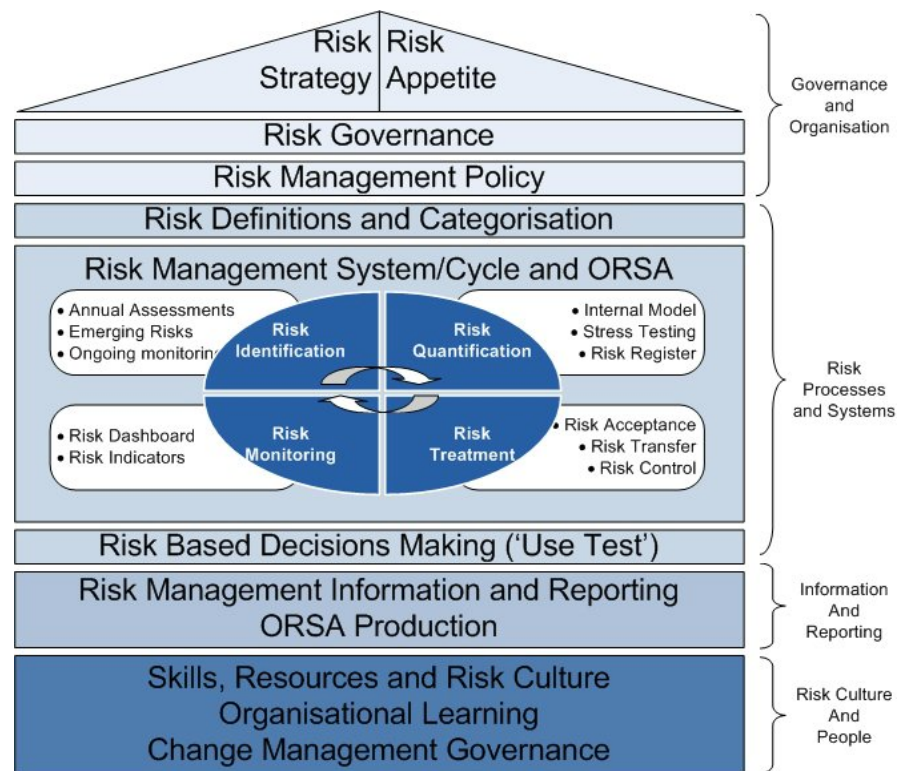 Risk
Strategy
Risk
Appetite
Risk Governance
Risk Management Policy
Governance
and
Organisation
Risk Definitions and Categorisation
Risk Management System/Cycle and ORSA
• Annual Assessments
• Emerging Risks
• Ongoing monitoring
Risk
Identification
Risk
Quantification
• Internal Model
• Stress Testing
• Risk Register
• Risk Dashboard
• Risk Indicators
Risk
Monitoring
Risk
Treatment
• Risk Acceptance
• Risk Transfer
• Risk Control
Risk Based Decisions Making (‘Use Test’)
Risk
Processes
and Systems
Risk Management Information and Reporting
ORSA Production
Information
And
Reporting
Skills, Resources and Risk Culture
Organisational Learning
Change Management Governance
Risk Culture
And
People